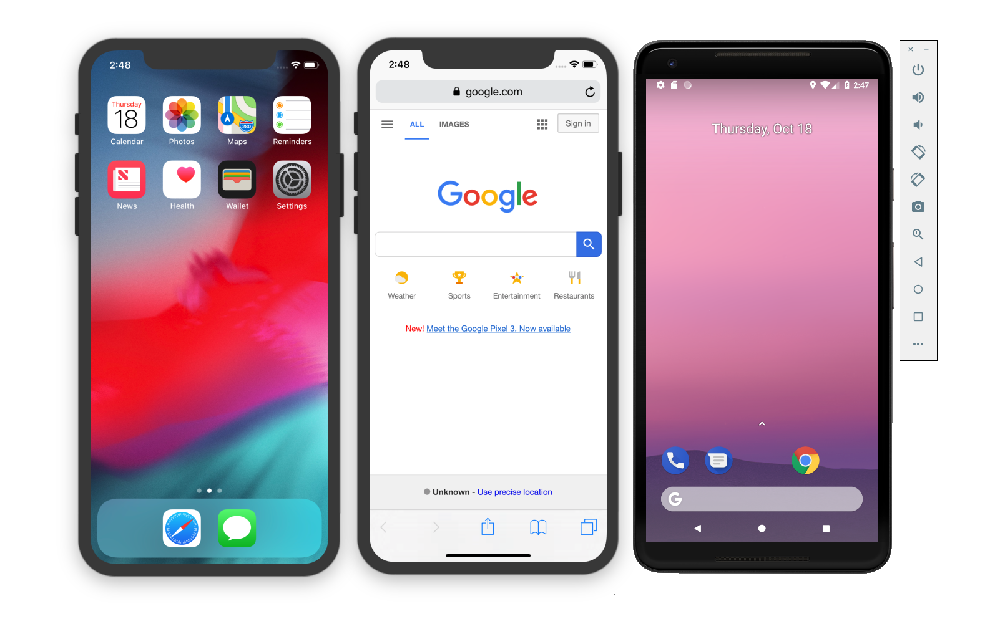 2:48
Thursday
18
280
Calendar Photos Maps Reminders
News Health Wallet Settings
2:48
google.com
ALL IMAGES Sign in
Google
Weather Sports Entertainment Restaurants
New! Meet the Google Pixel 3. Now available
Unknown - Use precise location
2:47
Thursday, Oct 18
G